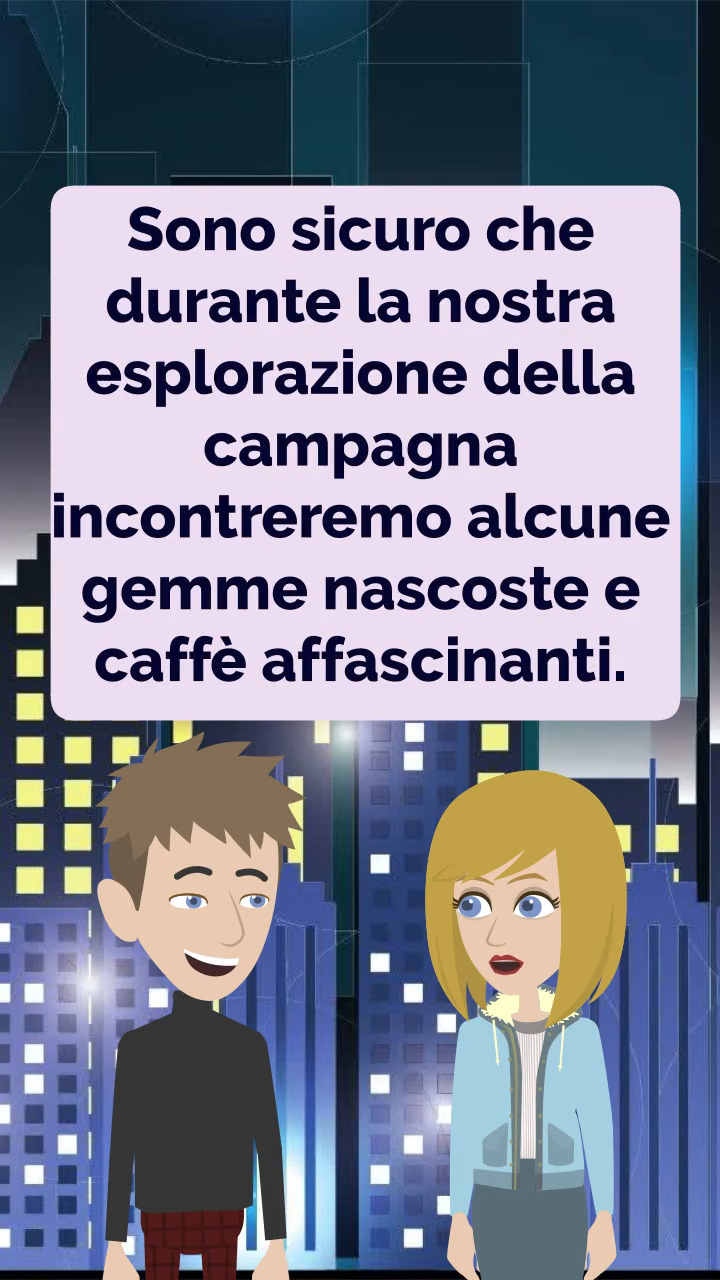 Sono sicuro che
durante la nostra
esplorazione della
campagna
incontreremo alcune
gemme nascoste e
caffè affascinanti.